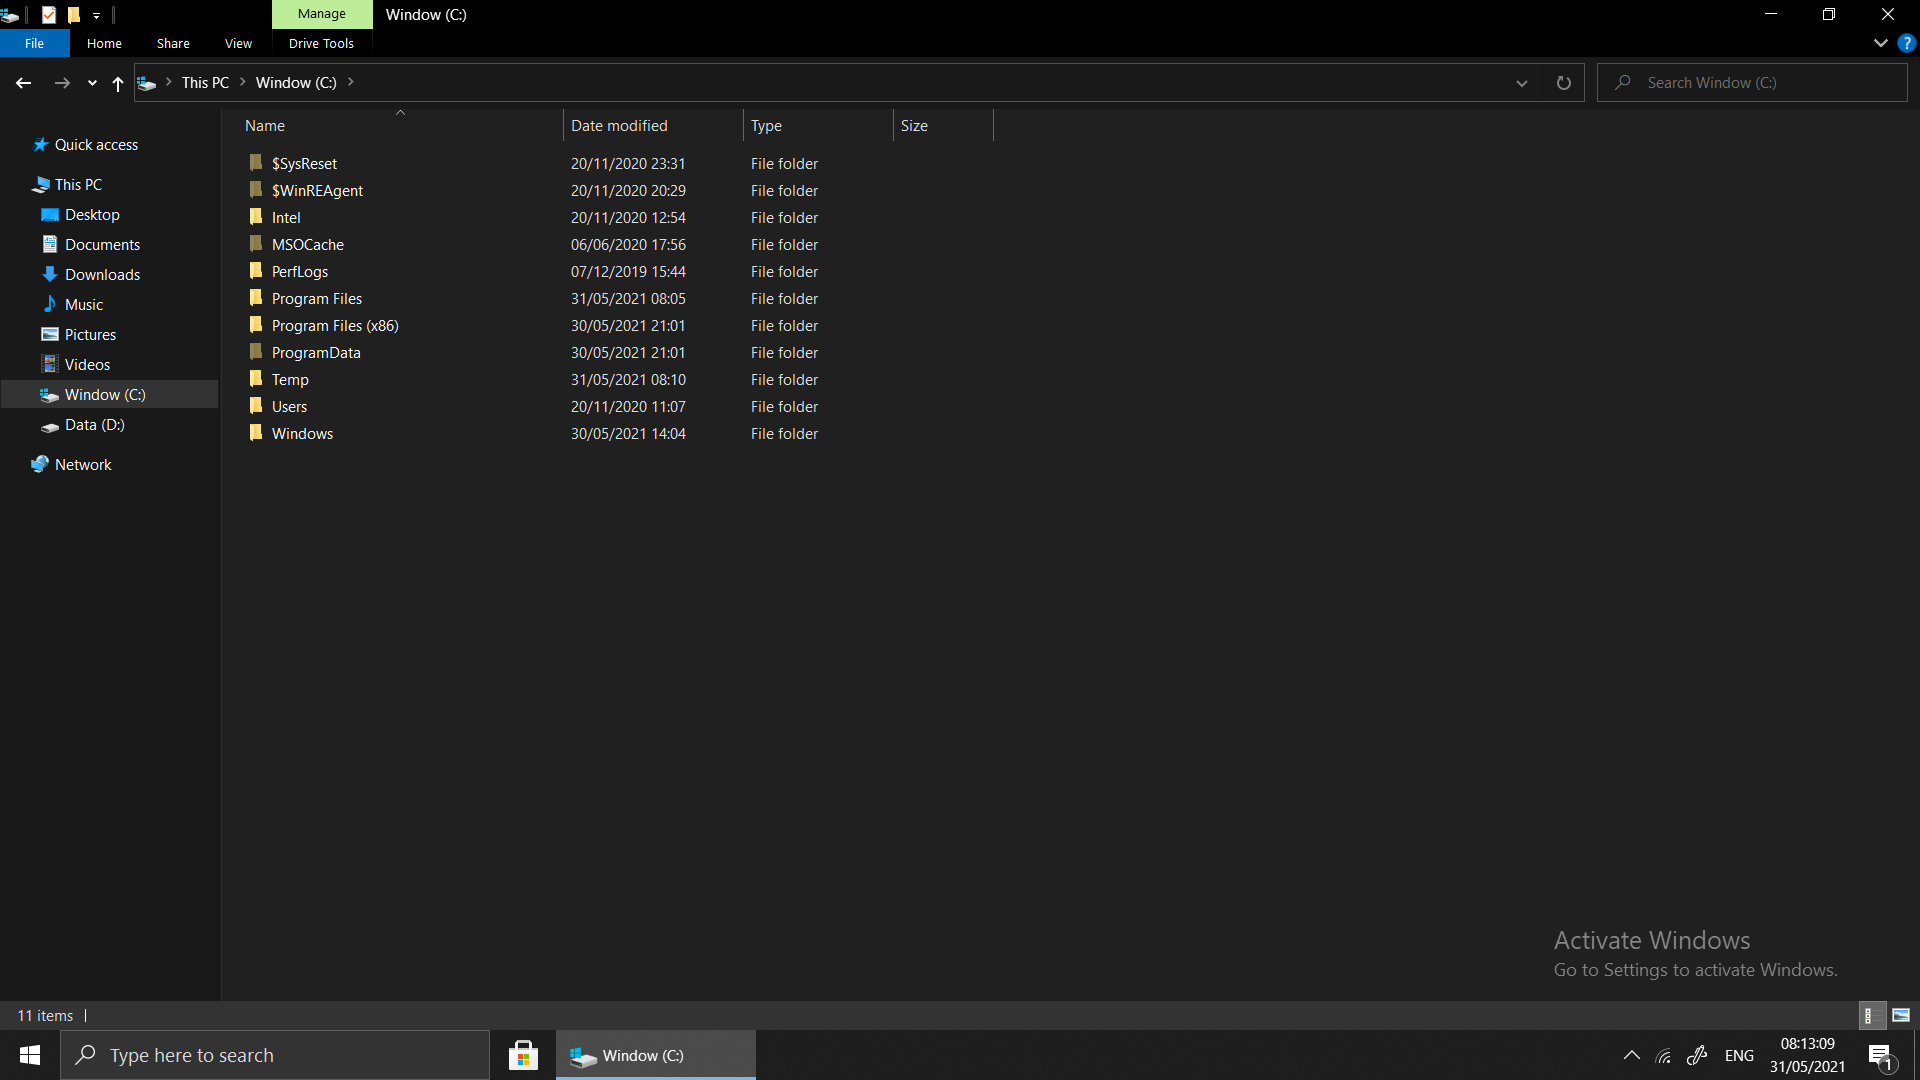 Manage Window (C:)
File Home Share View Drive Tools
This PC Window (C:) Search Window (C:)
Name Date modified Type Size
Quick access
This PC
Desktop
Documents
Downloads
Music
Pictures
Videos
Window (C:)
Data (D:)
Network
$SysReset 20/11/2020 23:31 File folder
$WinREAgent 20/11/2020 20:29 File folder
Intel 20/11/2020 12:54 File folder
MSOCache 06/06/2020 17:56 File folder
PerfLogs 07/12/2019 15:44 File folder
Program Files 31/05/2021 08:05 File folder
Program Files (x86) 30/05/2021 21:01 File folder
ProgramData 30/05/2021 21:01 File folder
Temp 31/05/2021 08:10 File folder
Users 20/11/2020 11:07 File folder
Windows 30/05/2021 14:04 File folder
Activate Windows
Go to Settings to activate Windows.
11 items
Type here to search Window (C:) ENG 08:13:09
31/05/2021 1